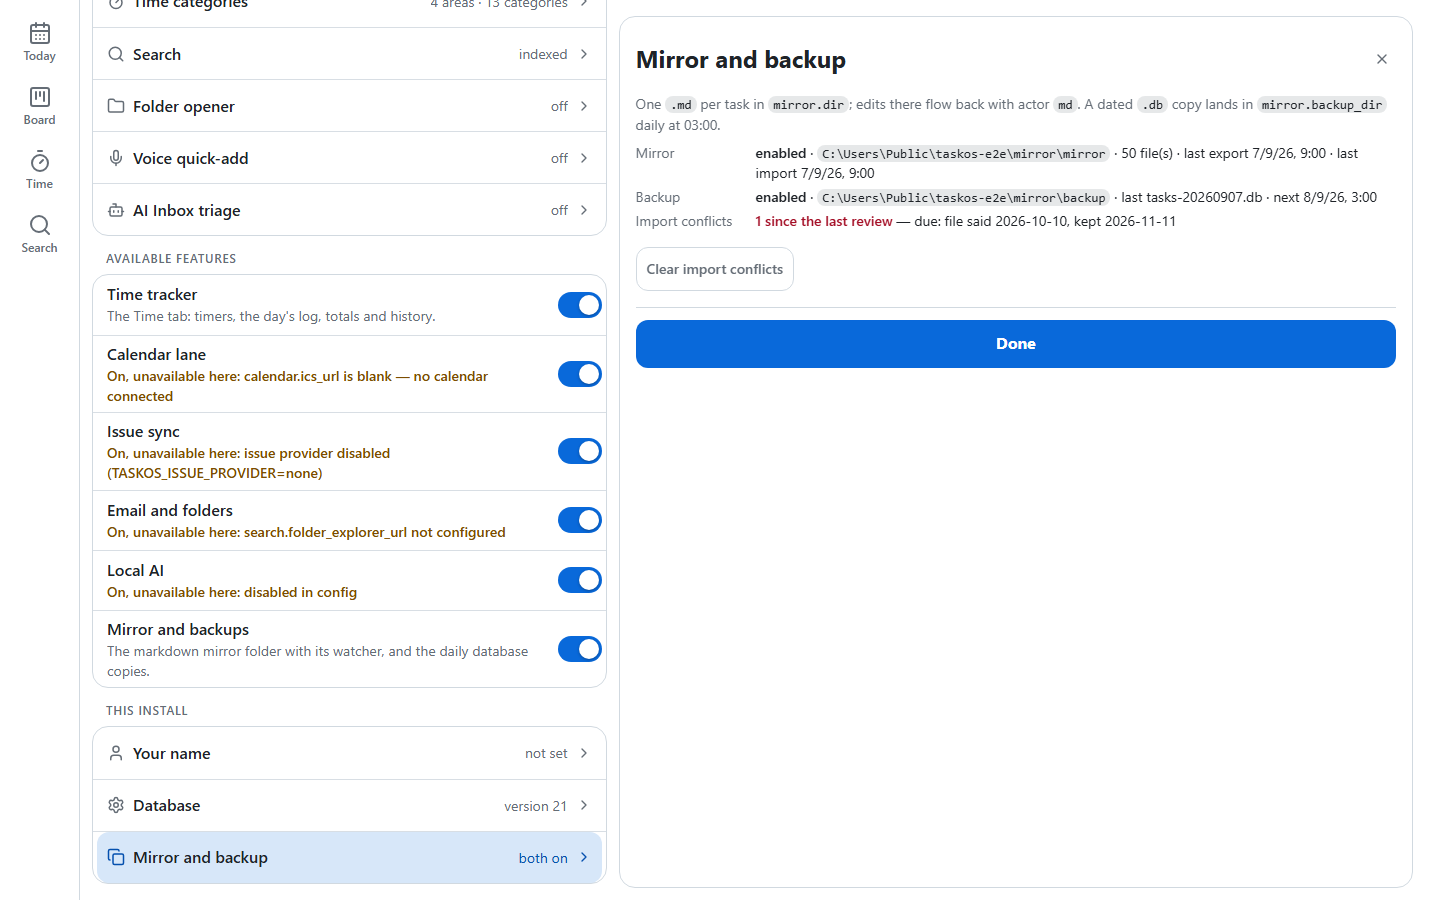 Today
Board
Time
Search
Time categories
4 areas · 13 categories
Search
indexed
Folder opener
off
Voice quick-add
off
AI Inbox triage
off
AVAILABLE FEATURES
Time tracker
The Time tab: timers, the day's log, totals and history.
Calendar lane
On, unavailable here: calendar.ics_url is blank — no calendar
connected
Issue sync
On, unavailable here: issue provider disabled
(TASKOS_ISSUE_PROVIDER=none)
Email and folders
On, unavailable here: search.folder_explorer_url not configured
Local AI
On, unavailable here: disabled in config
Mirror and backups
The markdown mirror folder with its watcher, and the daily database
copies.
THIS INSTALL
Your name
not set
Database
version 21
Mirror and backup
both on
Mirror and backup
One .md per task in mirror.dir; edits there flow back with actor md. A dated .db copy lands in mirror.backup_dir
daily at 03:00.
Mirror
enabled · C:\Users\Public\taskos-e2e\mirror\mirror · 50 file(s) · last export 7/9/26, 9:00 · last
import 7/9/26, 9:00
Backup
enabled · C:\Users\Public\taskos-e2e\mirror\backup · last tasks-20260907.db · next 8/9/26, 3:00
Import conflicts
1 since the last review — due: file said 2026-10-10, kept 2026-11-11
Clear import conflicts
Done